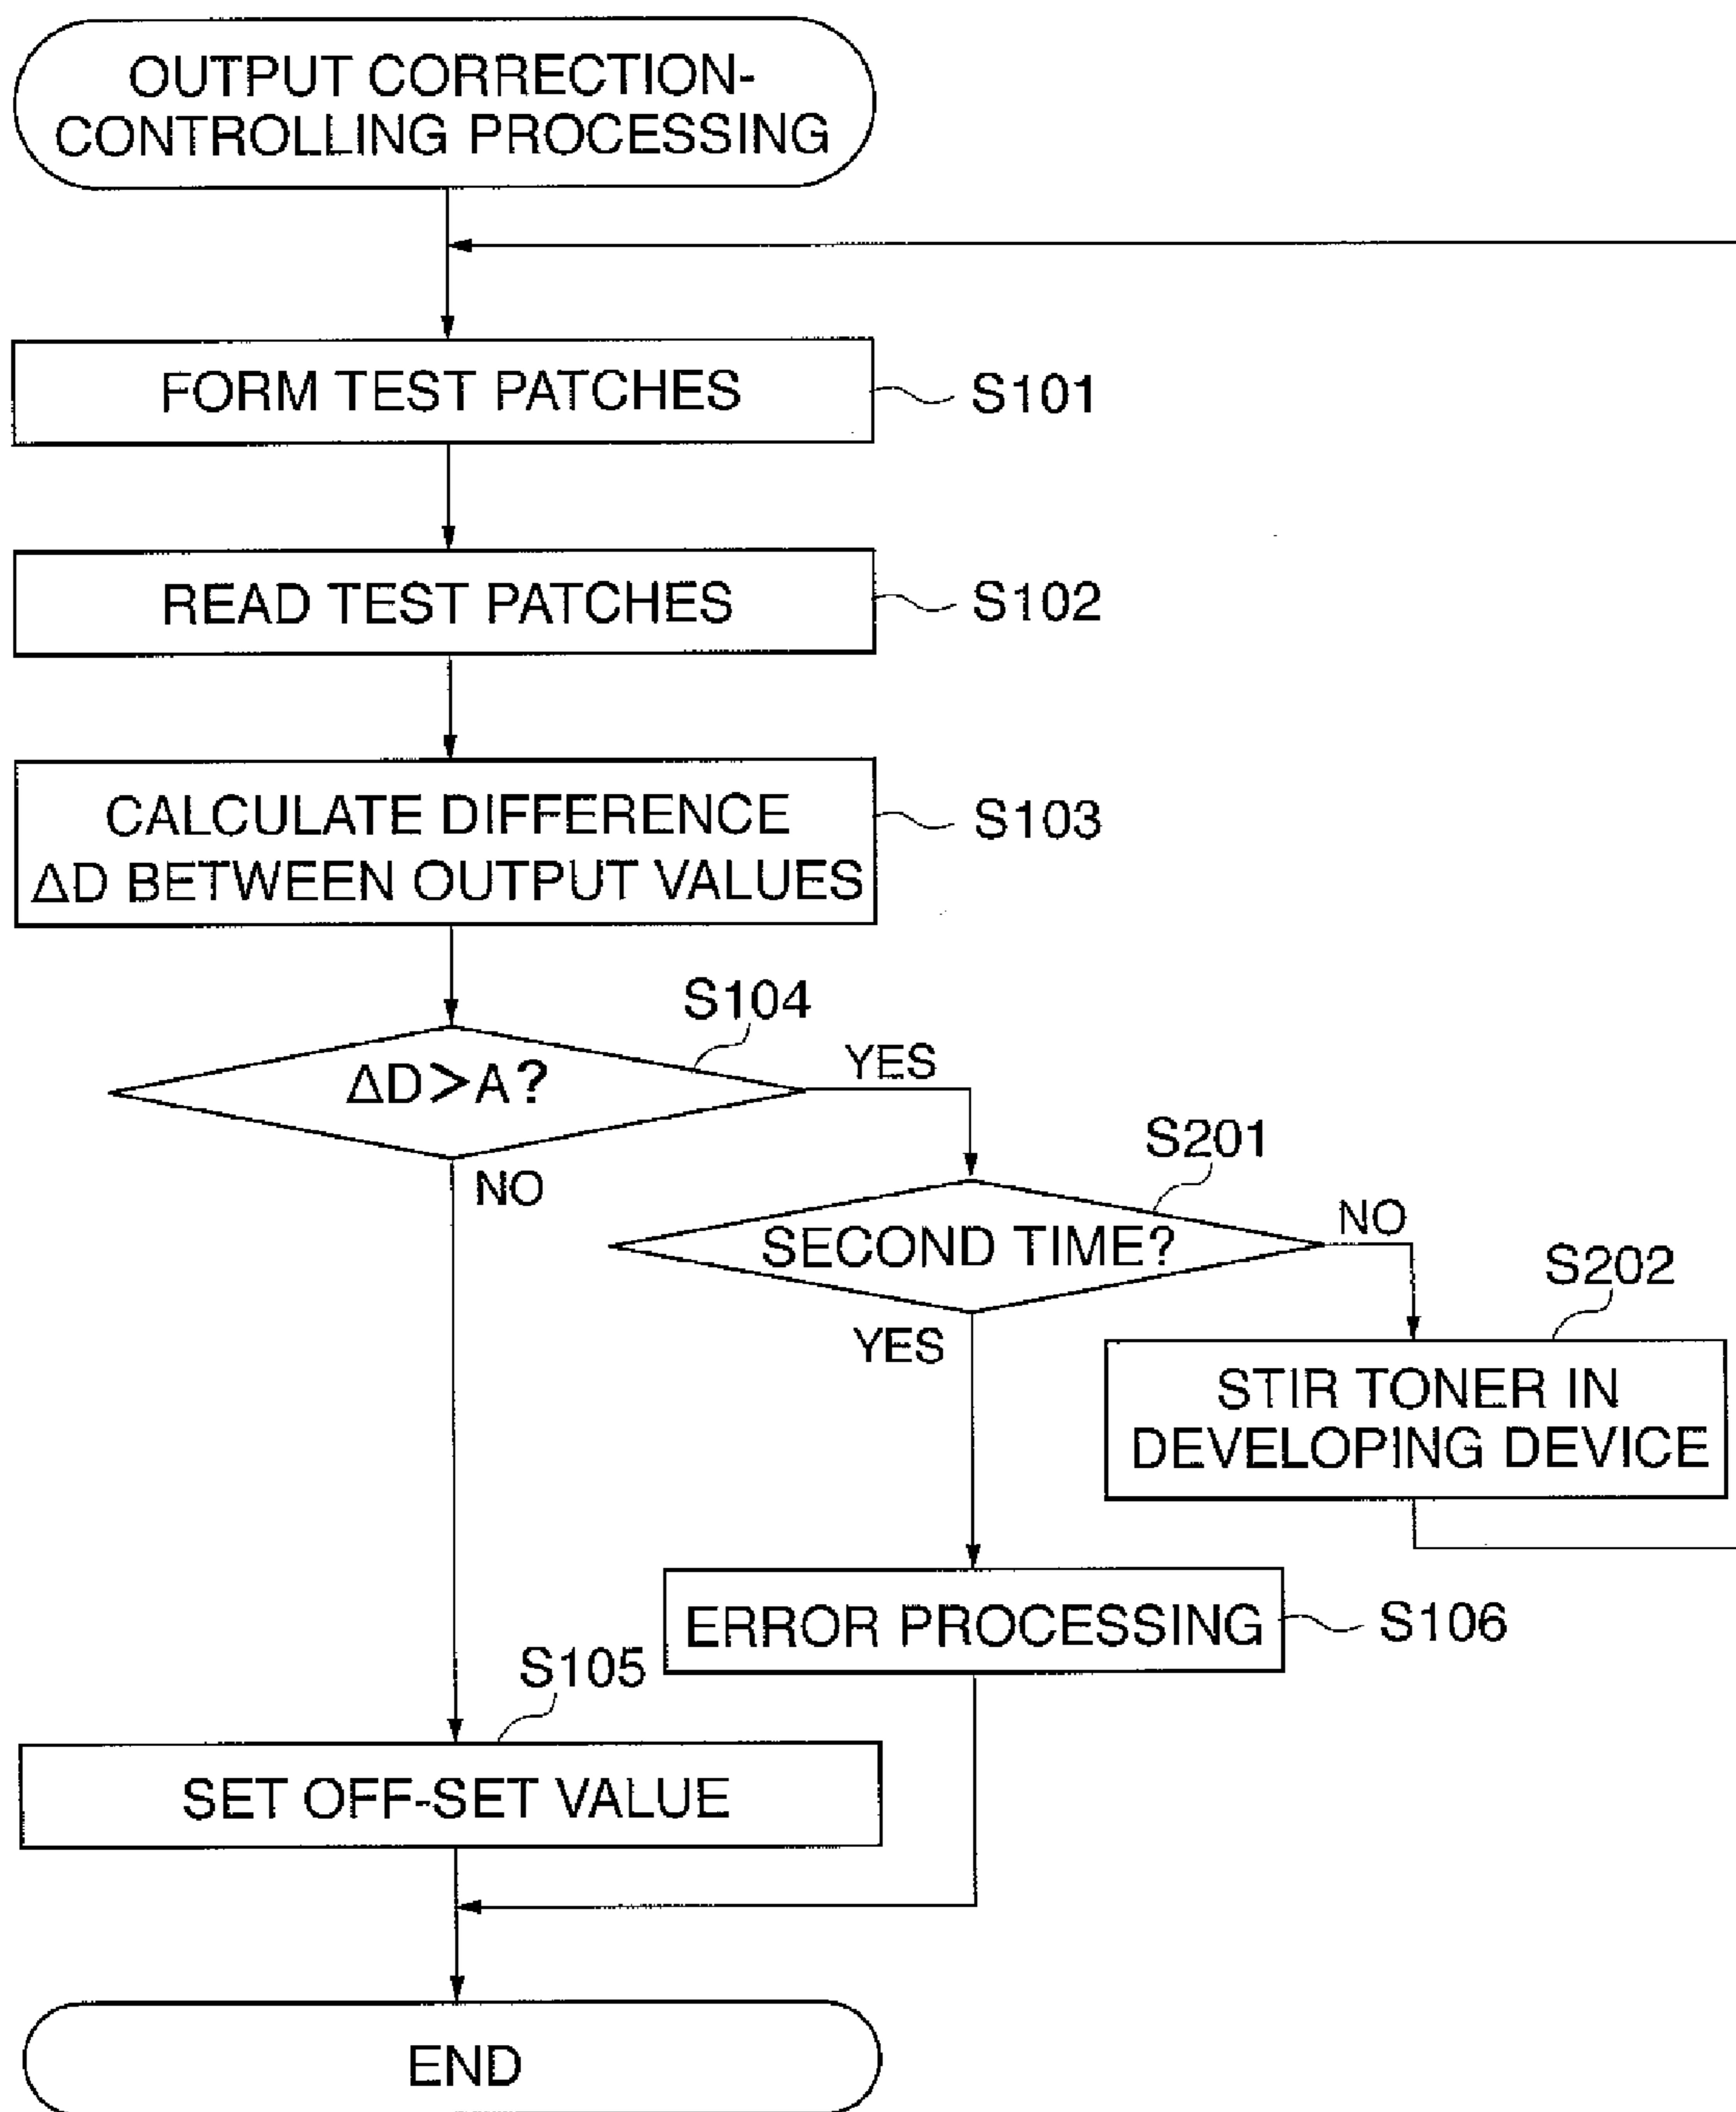 OUTPUT CORRECTION-
CONTROLLING PROCESSING
FORM TEST PATCHES
S101
READ TEST PATCHES
S102
CALCULATE DIFFERENCE
ΔD BETWEEN OUTPUT VALUES
S103
S104
ΔD>A?
YES
NO
S201
SECOND TIME?
NO
YES
S202
STIR TONER IN
DEVELOPING DEVICE
ERROR PROCESSING
S106
S105
SET OFF-SET VALUE
END